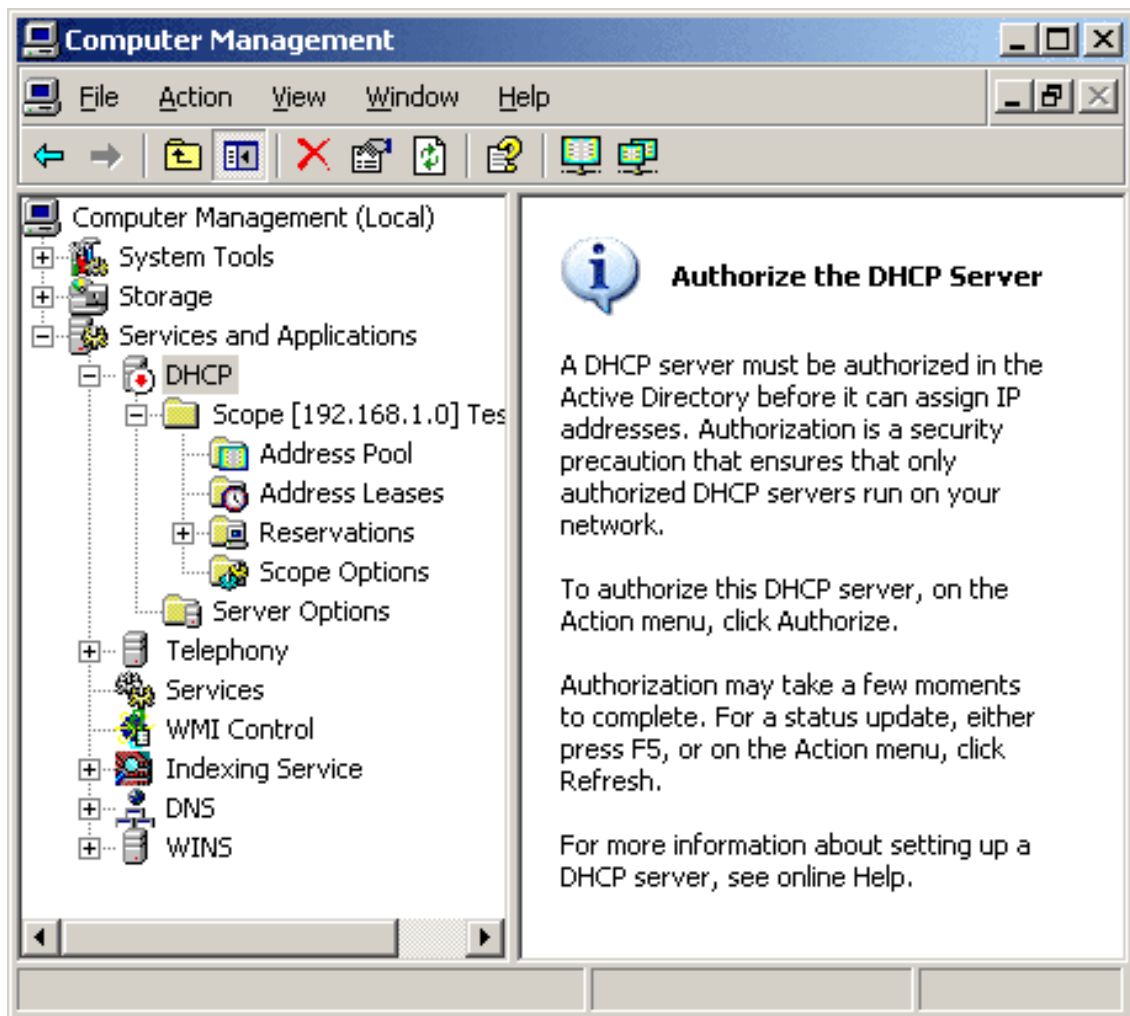 Computer Management
File Action View Window Help
Computer Management (Local)
System Tools
Storage
Services and Applications
DHCP
Scope [192.168.1.0] Tes
Address Pool
Address Leases
Reservations
Scope Options
Server Options
Telephony
Services
WMI Control
Indexing Service
DNS
WINS
Authorize the DHCP Server
A DHCP server must be authorized in the
Active Directory before it can assign IP
addresses. Authorization is a security
precaution that ensures that only
authorized DHCP servers run on your
network.
To authorize this DHCP server, on the
Action menu, click Authorize.
Authorization may take a few moments
to complete. For a status update, either
press F5, or on the Action menu, click
Refresh.
For more information about setting up a
DHCP server, see online Help.